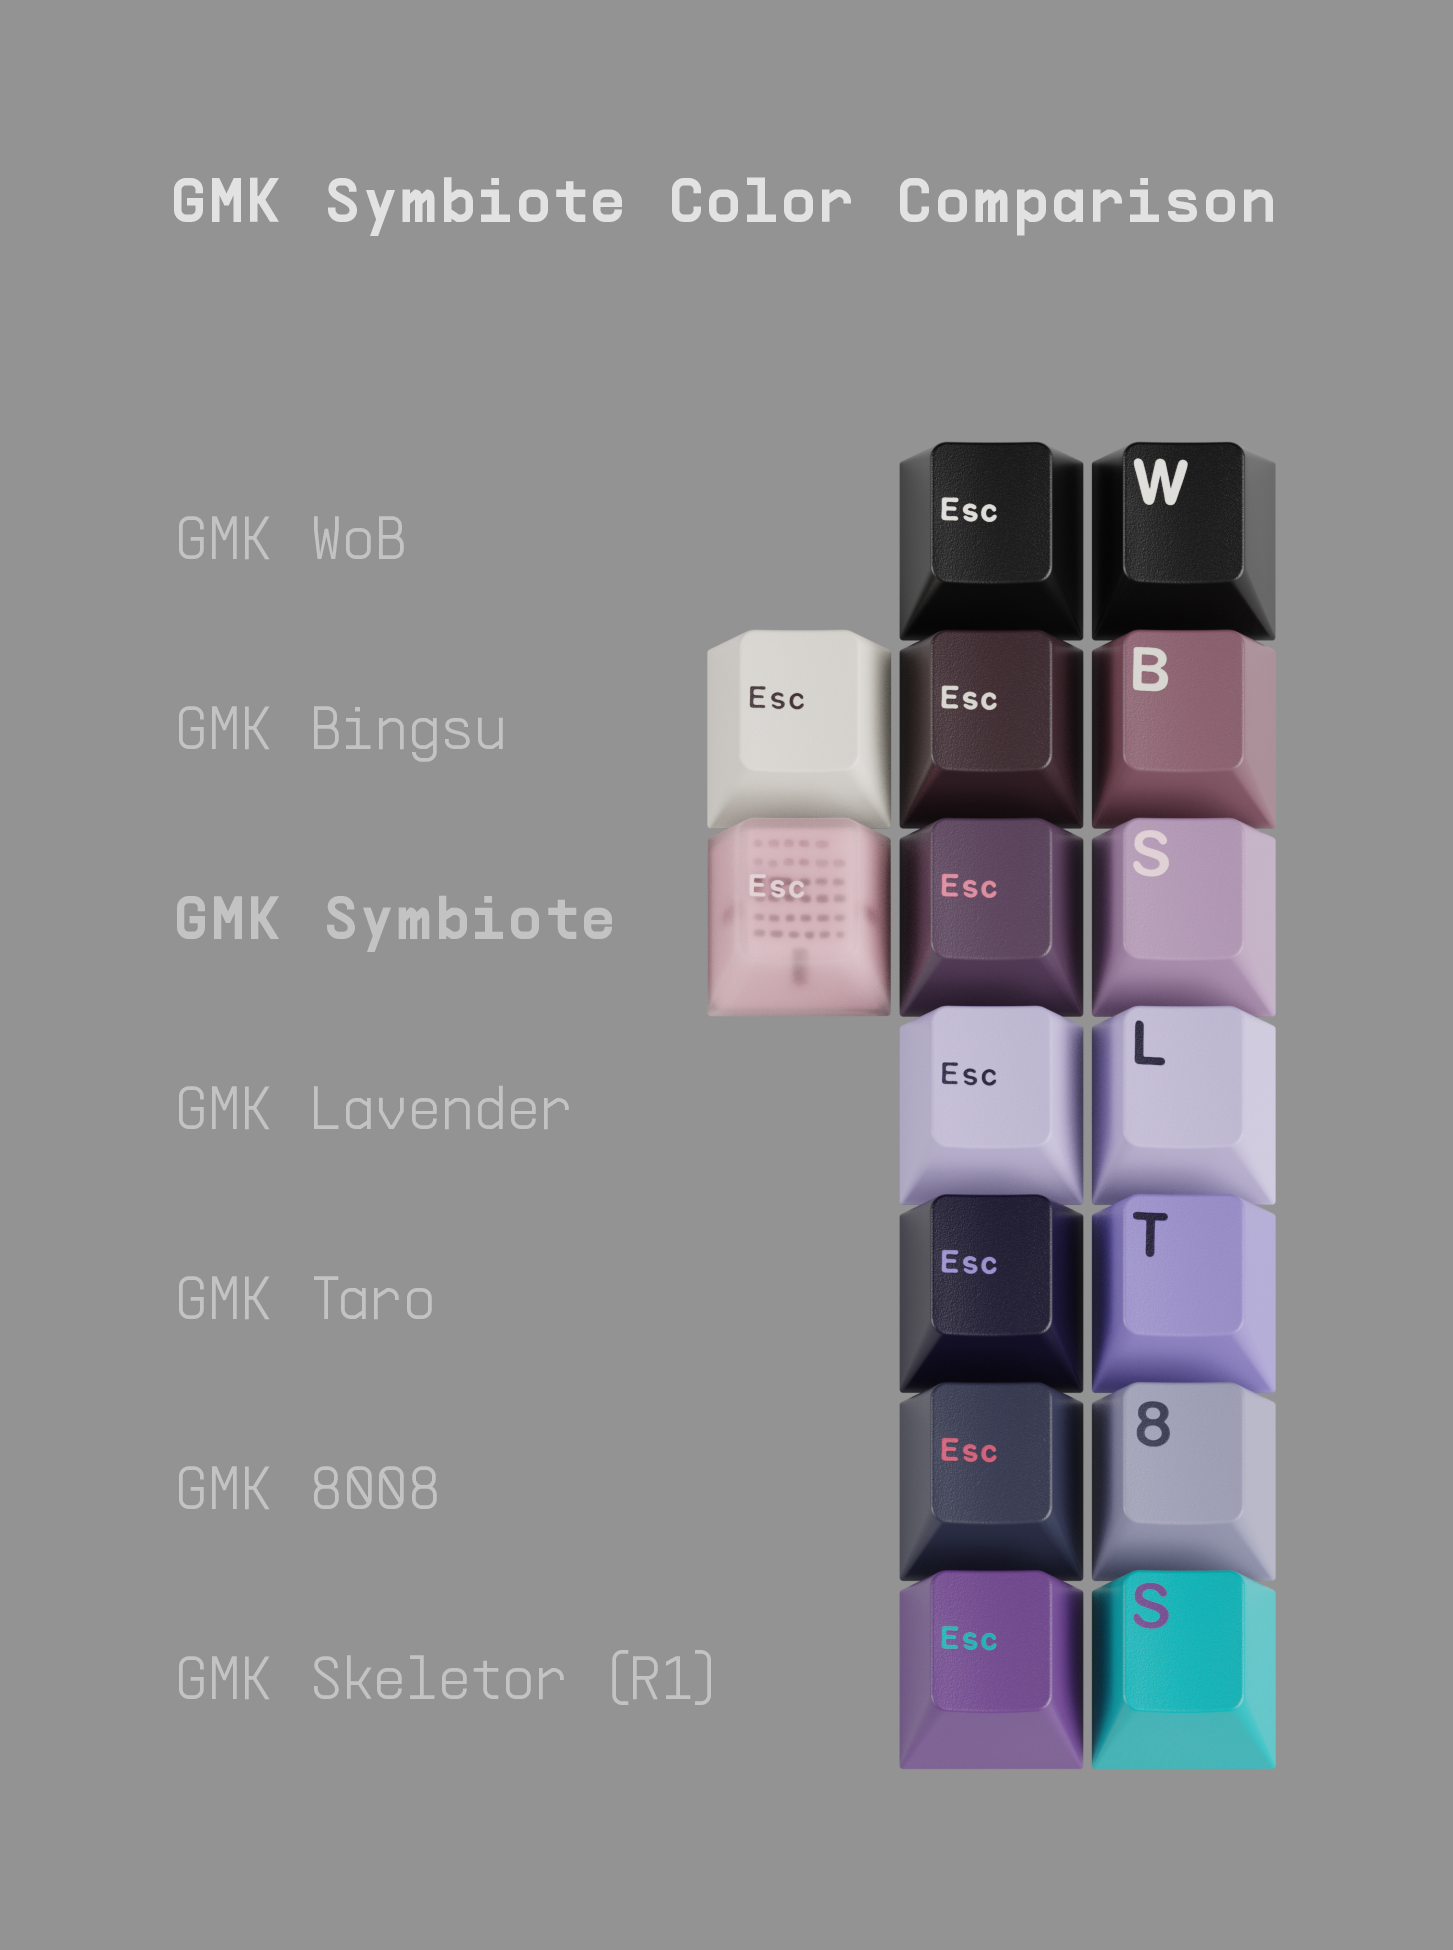 GMK Symbiote Color Comparison
GMK WoB
Esc W
GMK Bingsu
Esc Esc B
GMK Symbiote
Esc Esc S
GMK Lavender
Esc L
GMK Taro
Esc T
GMK 8008
Esc 8
GMK Skeletor (R1)
Esc S